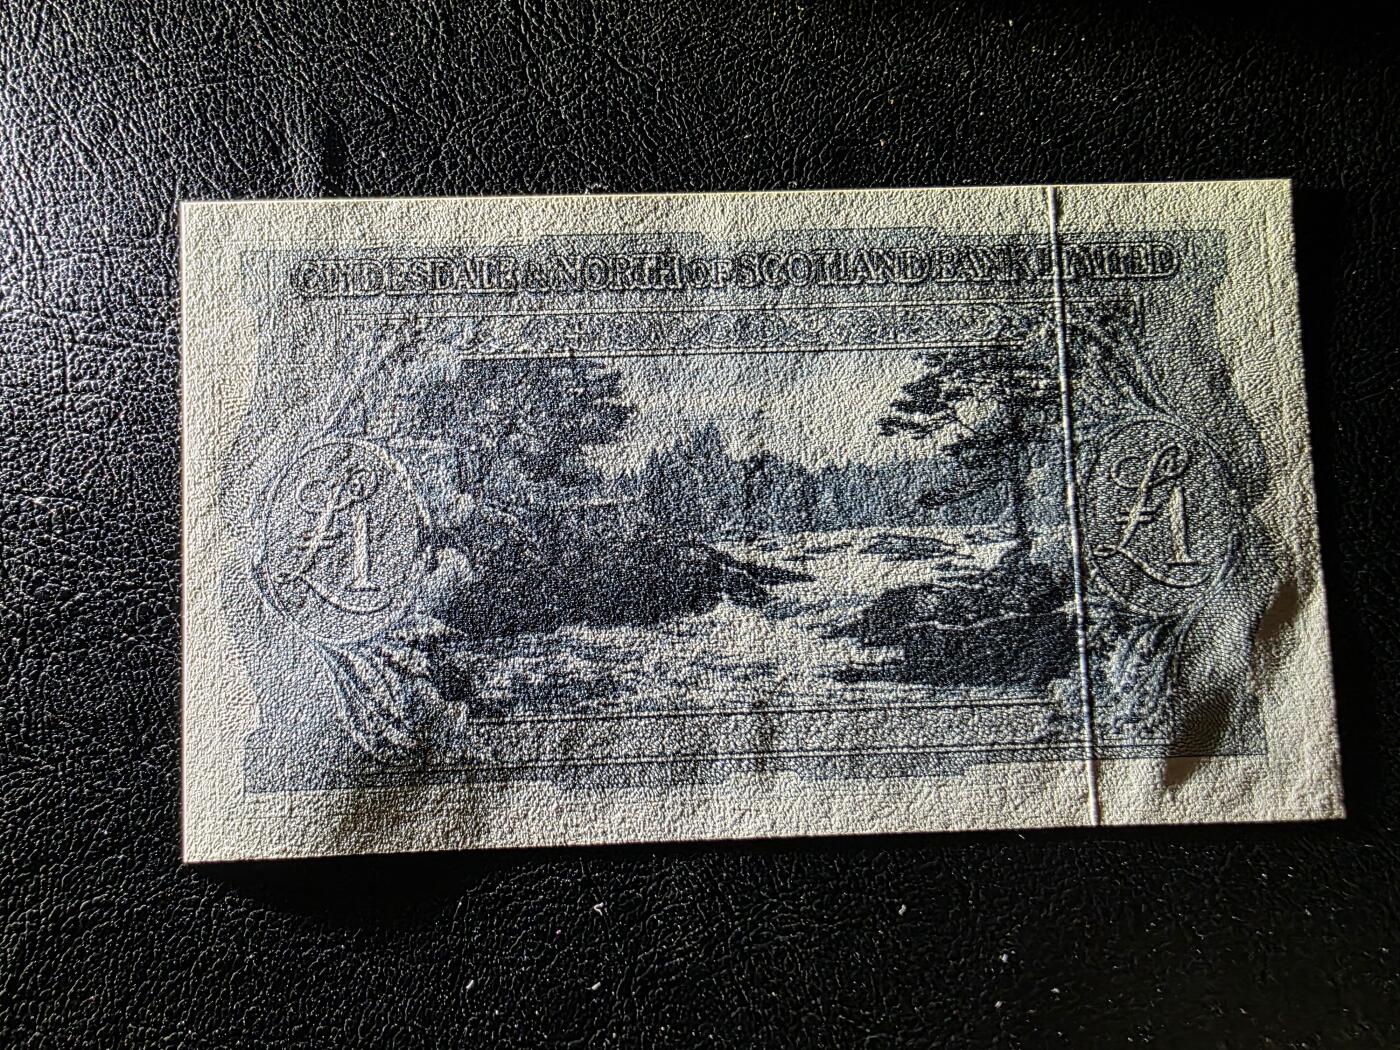 CLYDESDALE & NORTH OF SCOTLAND BANK LIMITED
£1 £1